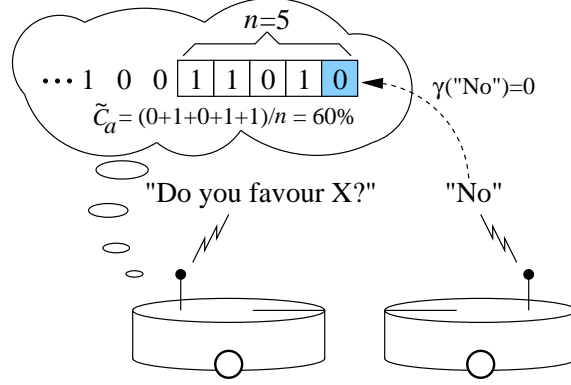 n=5
γ("No")=0
··· 1 0 0 1 1 0 1 0
C̃ₐ= (0+1+0+1+1)/n = 60%
"Do you favour X?" "No"